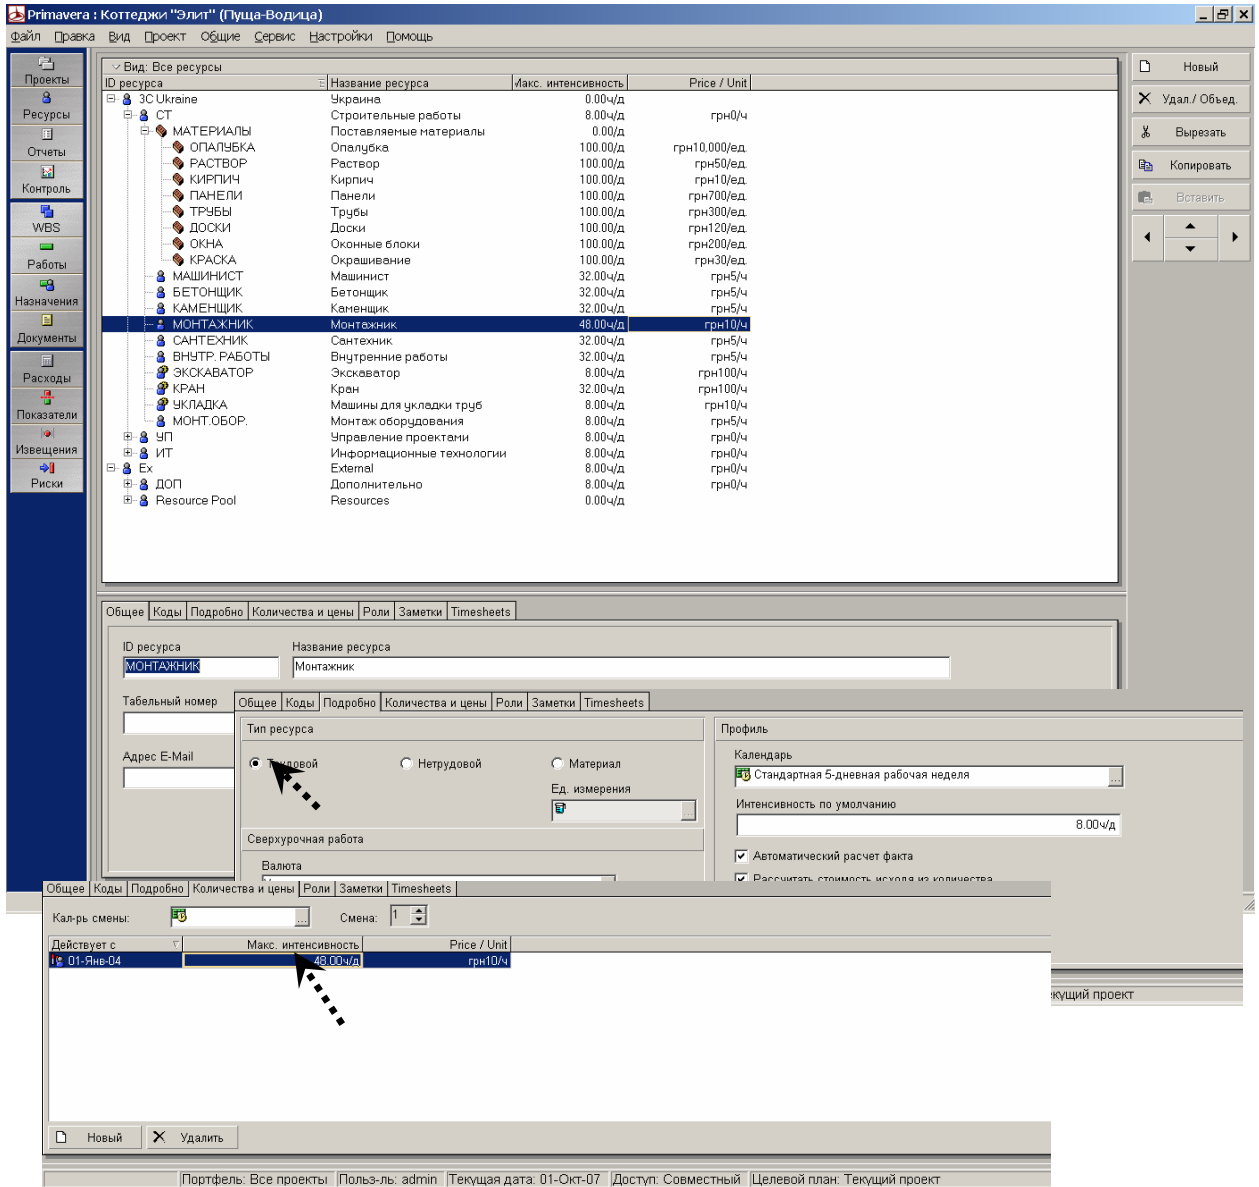 Primavera : Коттеджи "Элит" (Пуща-Водица)
Файл Правка Вид Проект Общие Сервис Настройки Помощь
Проекты
Ресурсы
Отчеты
Контроль
WBS
Работы
Назначения
Документы
Расходы
Показатели
Извещения
Риски
Вид: Все ресурсы
ID ресурса Название ресурса Макс. интенсивность Price / Unit
3C Ukraine Украина 0.00ч/д
СТ Строительные работы 8.00ч/д грн0/ч
МАТЕРИАЛЫ Поставляемые материалы 0.00/д
ОПАЛУБКА Опалубка 100.00/д грн10,000/ед.
РАСТВОР Раствор 100.00/д грн50/ед.
КИРПИЧ Кирпич 100.00/д грн10/ед.
ПАНЕЛИ Панели 100.00/д грн700/ед.
ТРУБЫ Трубы 100.00/д грн300/ед.
ДОСКИ Доски 100.00/д грн120/ед.
ОКНА Оконные блоки 100.00/д грн200/ед.
КРАСКА Окрашивание 100.00/д грн30/ед.
МАШИНИСТ Машинист 32.00ч/д грн5/ч
БЕТОНЩИК Бетонщик 32.00ч/д грн5/ч
КАМЕНЩИК Каменщик 32.00ч/д грн5/ч
МОНТАЖНИК Монтажник 48.00ч/д грн10/ч
САНТЕХНИК Сантехник 32.00ч/д грн5/ч
ВНУТР. РАБОТЫ Внутренние работы 32.00ч/д грн5/ч
ЭКСКАВАТОР Экскаватор 8.00ч/д грн100/ч
КРАН Кран 32.00ч/д грн100/ч
УКЛАДКА Машины для укладки труб 8.00ч/д грн10/ч
МОНТ.ОБОР. Монтаж оборудования 8.00ч/д грн5/ч
УП Управление проектами 8.00ч/д грн0/ч
ИТ Информационные технологии 8.00ч/д грн0/ч
Ex External 8.00ч/д грн0/ч
ДОП Дополнительно 8.00ч/д грн0/ч
Resource Pool Resources 0.00ч/д
Новый
Удал./ Объед.
Вырезать
Копировать
Вставить
Общее Коды Подробно Количества и цены Роли Заметки Timesheets
ID ресурса Название ресурса
МОНТАЖНИК Монтажник
Табельный номер
Адрес E-Mail
Общее Коды Подробно Количества и цены Роли Заметки Timesheets
Тип ресурса Профиль
Трудовой Нетрудовой Материал
Ед. измерения
Календарь
Стандартная 5-дневная рабочая неделя
Интенсивность по умолчанию
8.00ч/д
Сверхурочная работа
Автоматический расчет факта
Валюта
Рассчитать стоимость исходя из количества
Общее Коды Подробно Количества и цены Роли Заметки Timesheets
Кал-рь смены: Смена: 1
Действует с Макс. интенсивность Price / Unit
01-Янв-04 48.00ч/д грн10/ч
екущий проект
Новый Удалить
Портфель: Все проекты Польз-ль: admin Текущая дата: 01-Окт-07 Доступ: Совместный Целевой план: Текущий проект